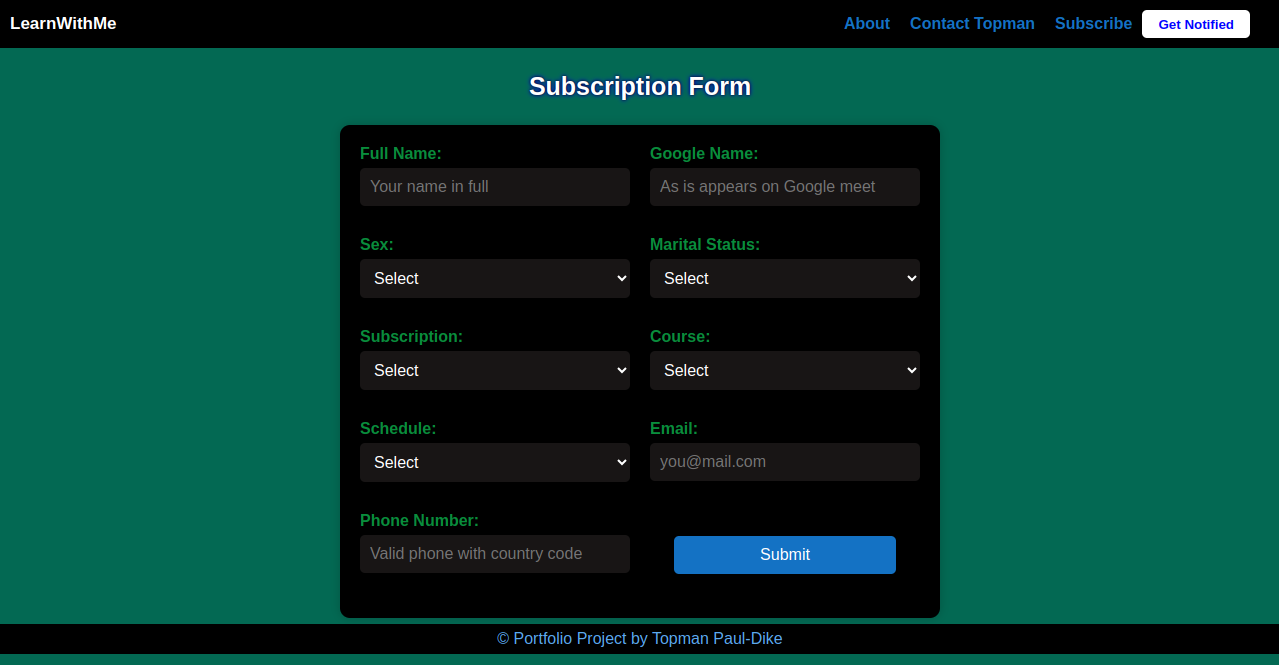 LearnWithMe
About Contact Topman Subscribe Get Notified
Subscription Form
Full Name: Google Name:
Your name in full As is appears on Google meet
Sex: Marital Status:
Select Select
Subscription: Course:
Select Select
Schedule: Email:
Select you@mail.com
Phone Number:
Valid phone with country code Submit
© Portfolio Project by Topman Paul-Dike